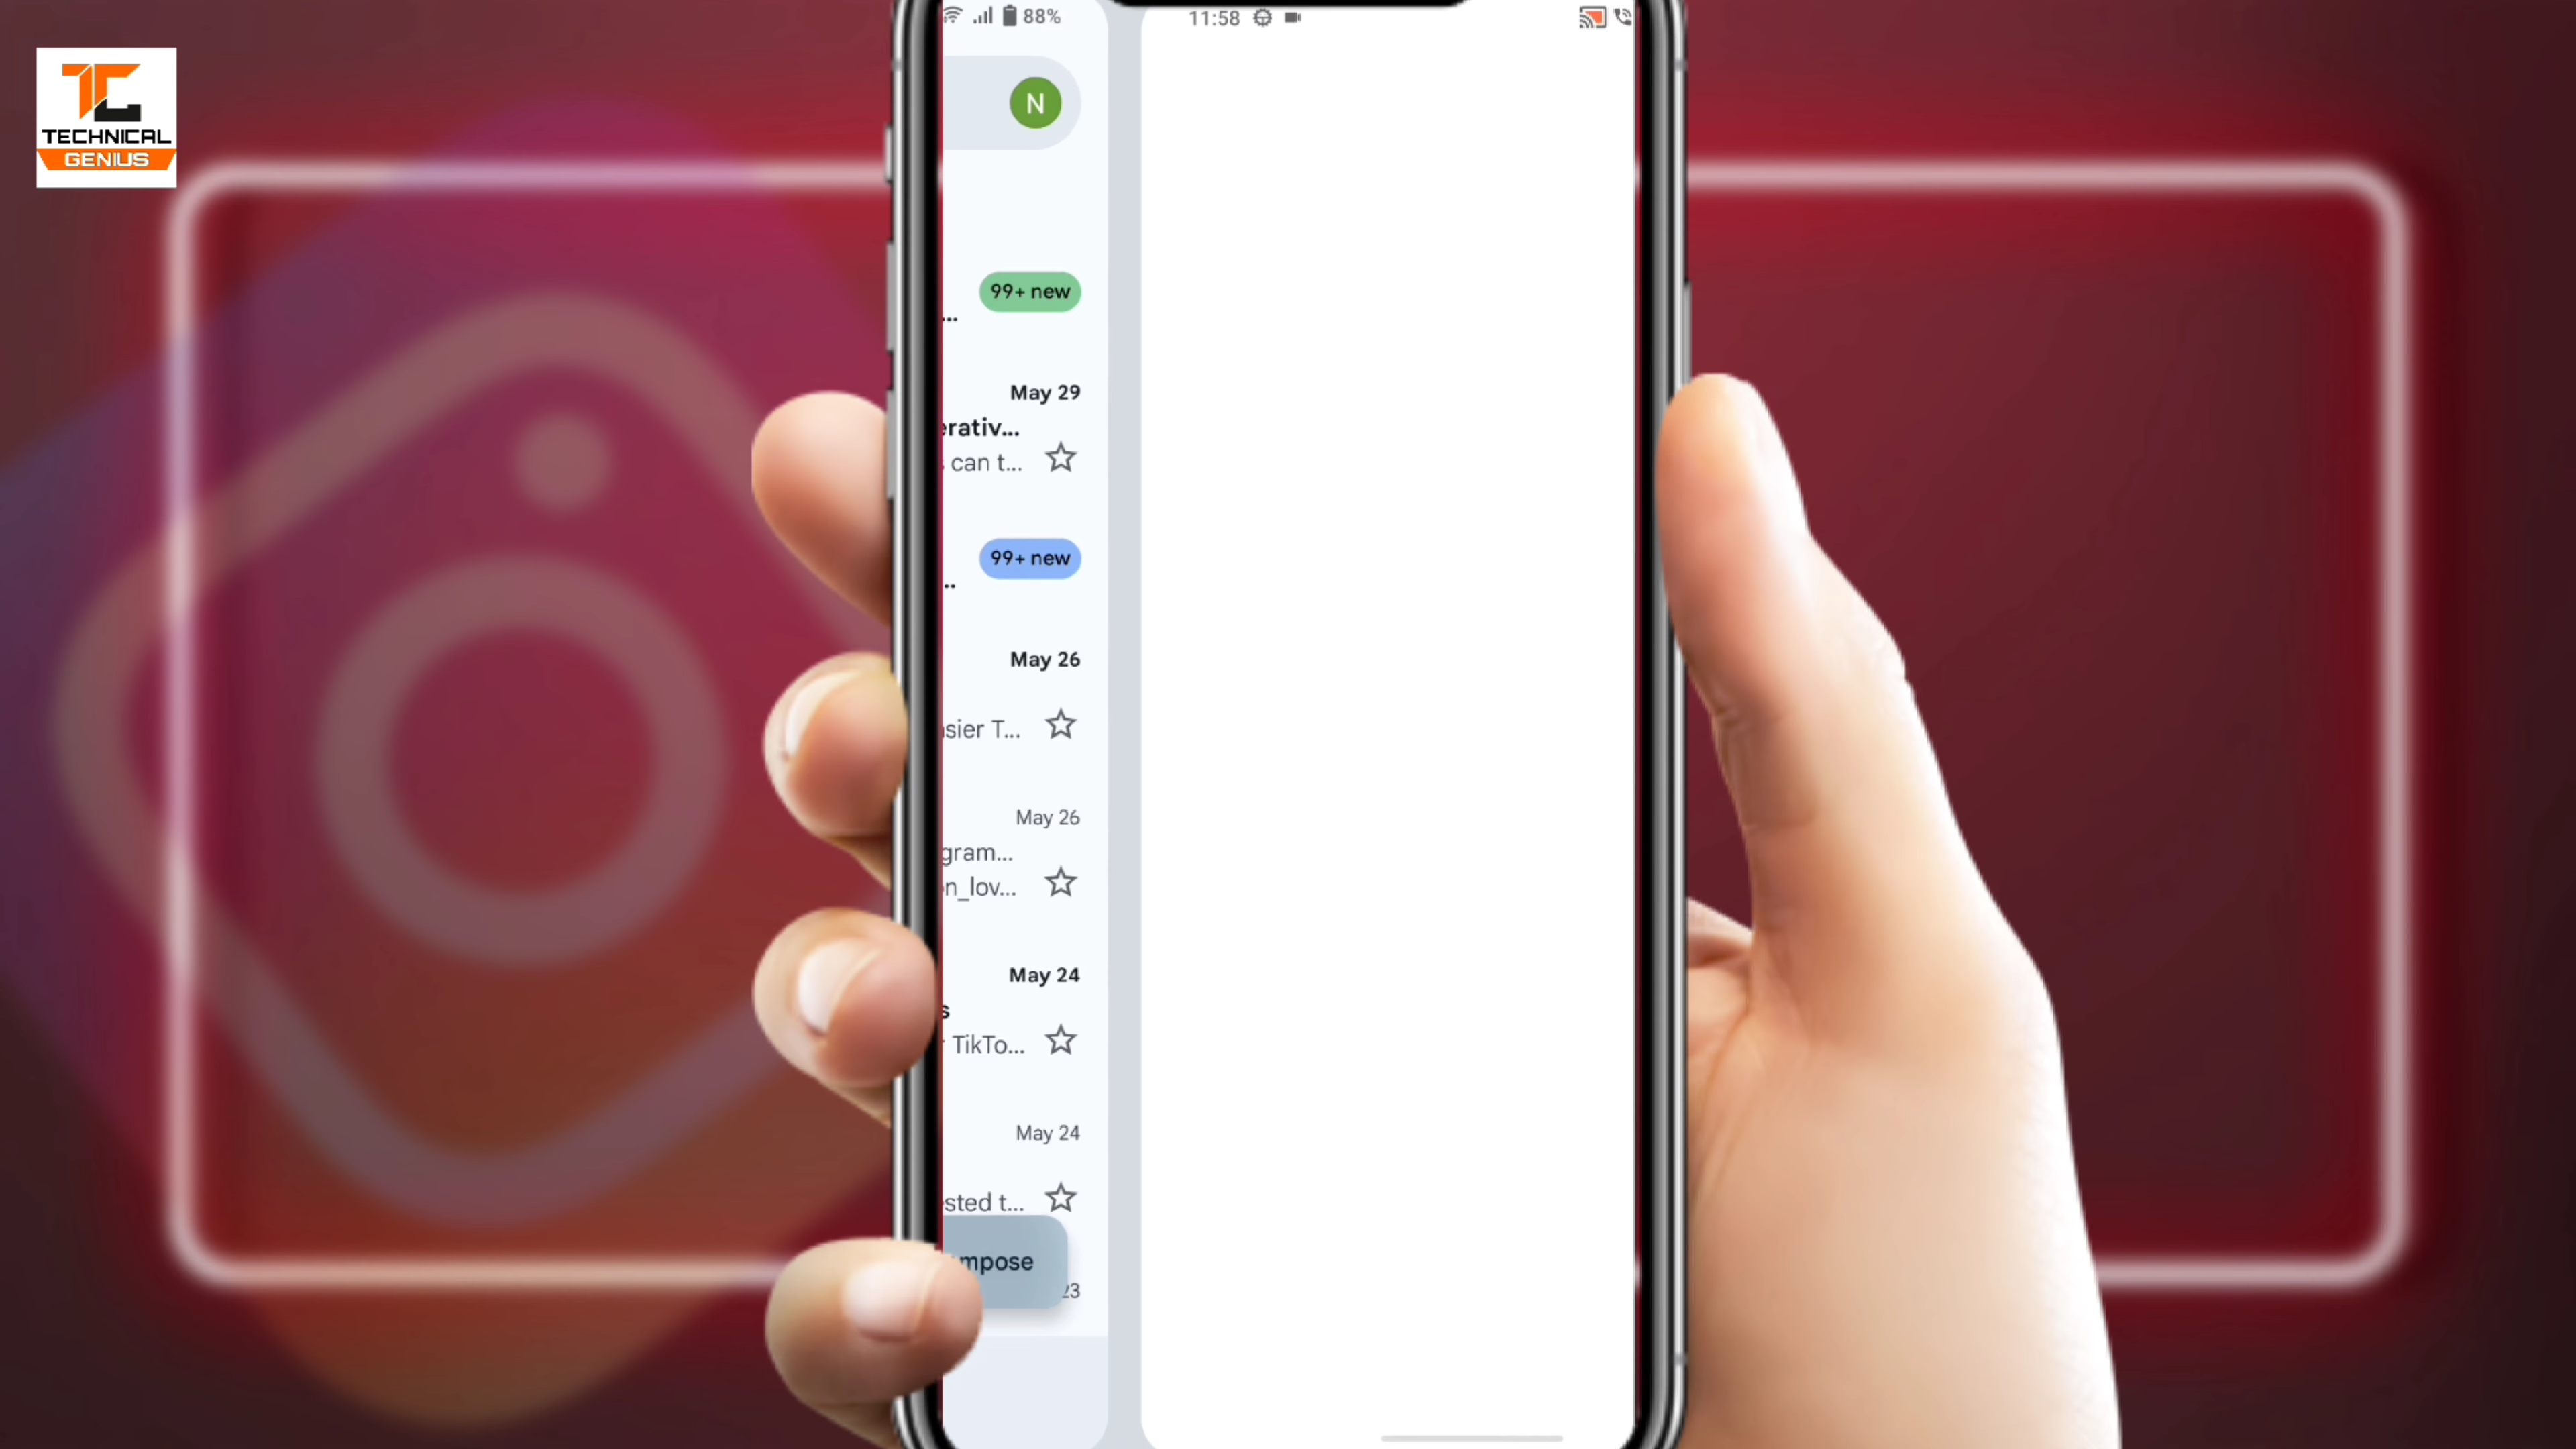 TECHNICAL
GENIUS
88%
11:58
N
99+ new
...
May 29
erativ...
can t...
99+ new
..
May 26
sier T...
May 26
gram...
n_lov...
May 24
s
TikTo...
May 24
sted t...
mpose
23